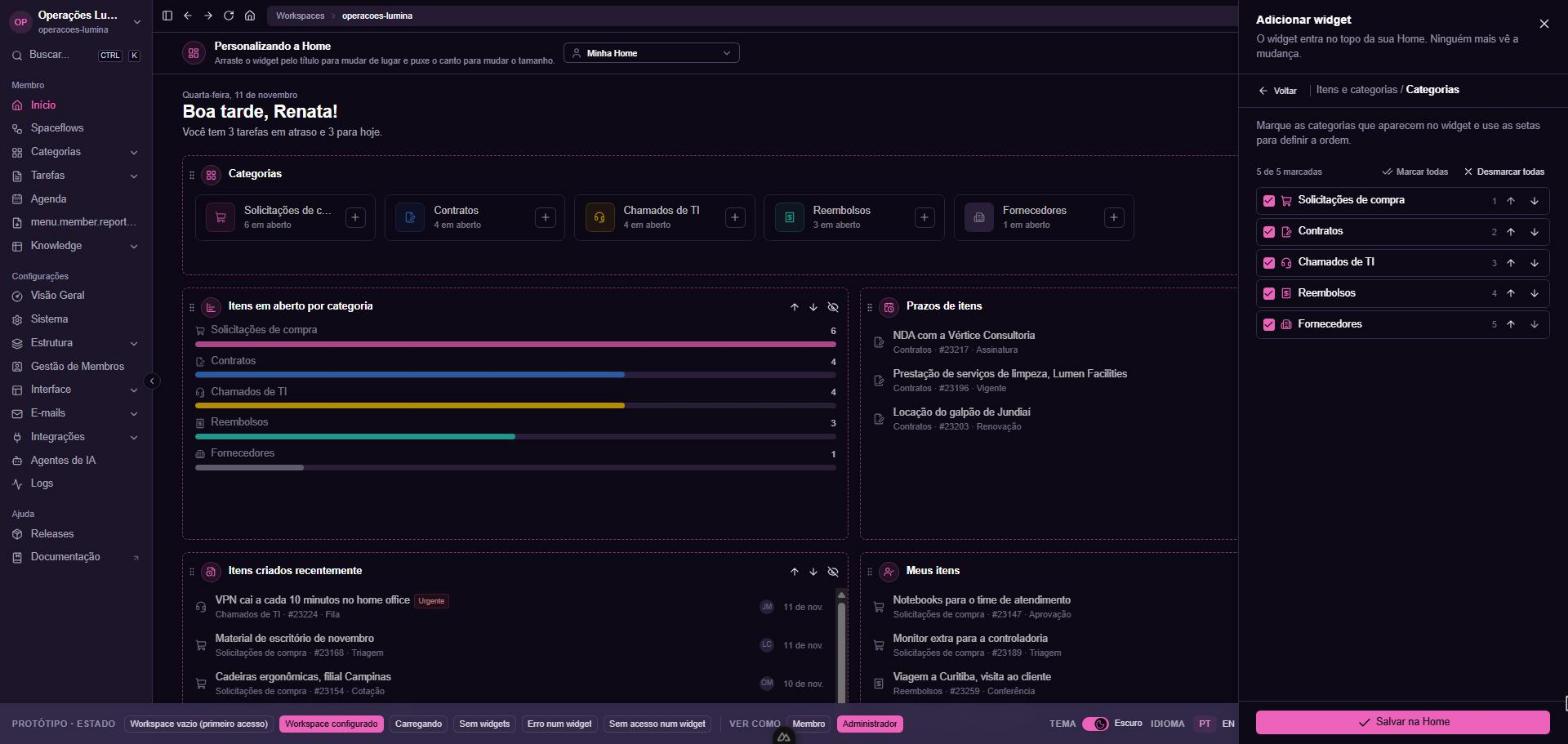 OP
Operações Lu...
operacoes-lumina
Buscar...
CTRL K
Membro
Início
Spaceflows
Categorias
Tarefas
Agenda
menu.member.report...
Knowledge
Configurações
Visão Geral
Sistema
Estrutura
Gestão de Membros
Interface
E-mails
Integrações
Agentes de IA
Logs
Ajuda
Releases
Documentação
Workspaces > operacoes-lumina
Personalizando a Home
Arraste o widget pelo título para mudar de lugar e puxe o canto para mudar o tamanho.
Minha Home
Quarta-feira, 11 de novembro
Boa tarde, Renata!
Você tem 3 tarefas em atraso e 3 para hoje.
Categorias
Solicitações de c...
6 em aberto
Contratos
4 em aberto
Chamados de TI
4 em aberto
Reembolsos
3 em aberto
Fornecedores
1 em aberto
Itens em aberto por categoria
Solicitações de compra 6
Contratos 4
Chamados de TI 4
Reembolsos 3
Fornecedores 1
Prazos de itens
NDA com a Vértice Consultoria
Contratos · #23217 · Assinatura
Prestação de serviços de limpeza, Lumen Facilities
Contratos · #23196 · Vigente
Locação do galpão de Jundiaí
Contratos · #23203 · Renovação
Itens criados recentemente
VPN cai a cada 10 minutos no home office Urgente
Chamados de TI · #23224 · Fila
JM 11 de nov.
Material de escritório de novembro
Solicitações de compra · #23168 · Triagem
LC 11 de nov.
Cadeiras ergonômicas, filial Campinas
Solicitações de compra · #23154 · Cotação
OM 10 de nov.
Meus itens
Notebooks para o time de atendimento
Solicitações de compra · #23147 · Aprovação
Monitor extra para a controladoria
Solicitações de compra · #23189 · Triagem
Viagem a Curitiba, visita ao cliente
Reembolsos · #23259 · Conferência
Adicionar widget
O widget entra no topo da sua Home. Ninguém mais vê a
mudança.
Voltar
Itens e categorias / Categorias
Marque as categorias que aparecem no widget e use as setas
para definir a ordem.
5 de 5 marcadas
Marcar todas
Desmarcar todas
Solicitações de compra 1
Contratos 2
Chamados de TI 3
Reembolsos 4
Fornecedores 5
Salvar na Home
PROTÓTIPO · ESTADO
Workspace vazio (primeiro acesso)
Workspace configurado
Carregando
Sem widgets
Erro num widget
Sem acesso num widget
VER COMO
Membro
Administrador
TEMA
Escuro
IDIOMA
PT
EN